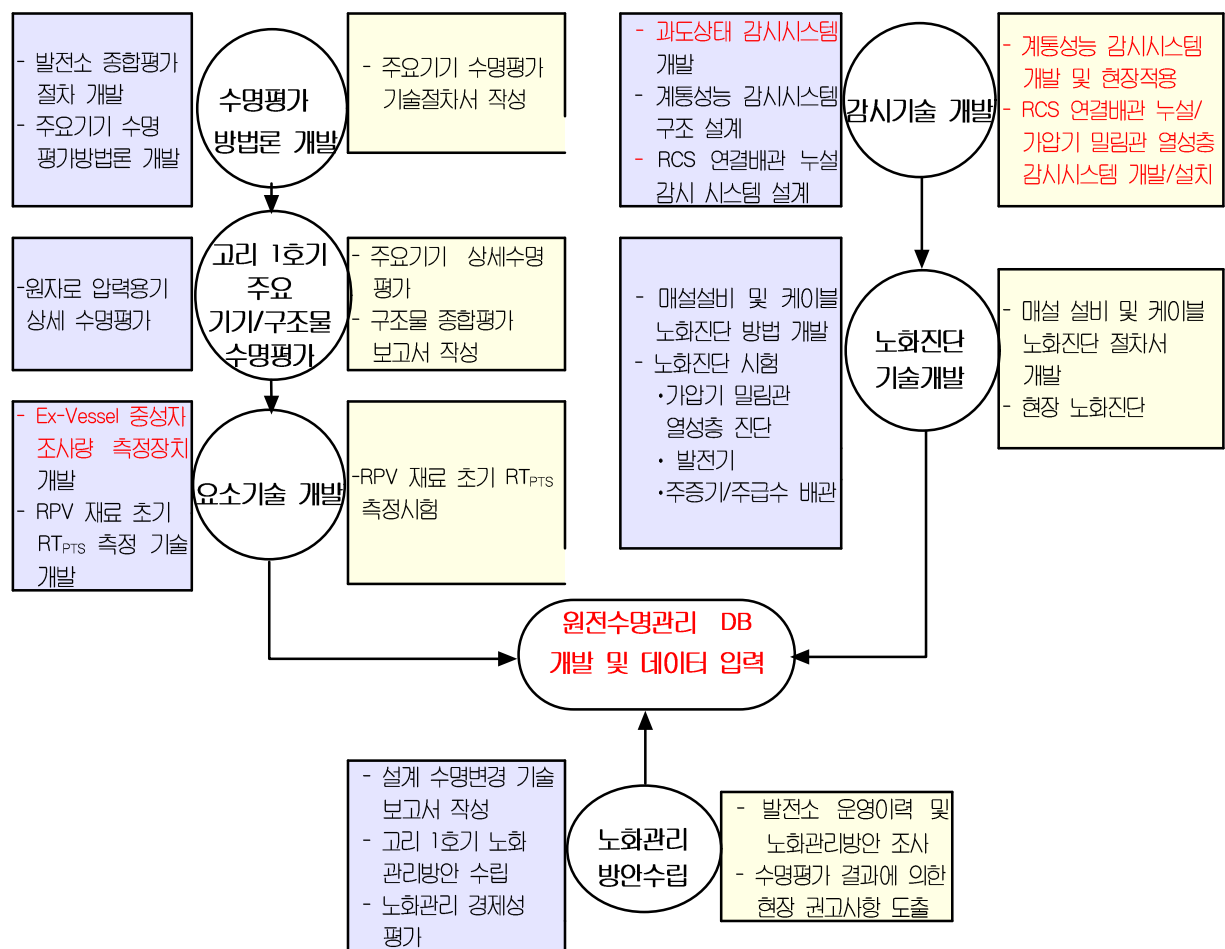 - 발전소 종합평가
절차 개발
- 주요기기 수명
평가방법론 개발
수명평가
방법론 개발
- 주요기기 수명평가
기술절차서 작성
-원자로 압력용기
상세 수명평가
고리 1호기
주요
기기/구조물
수명평가
- 주요기기 상세수명
평가
- 구조물 종합평가
보고서 작성
- Ex-Vessel 중성자
조사량 측정장치
개발
- RPV 재료 초기
RTPTS 측정 기술
개발
요소기술 개발
-RPV 재료 초기 RTPTS
측정시험
- 과도상태 감시시스템
개발
- 계통성능 감시시스템
구조 설계
- RCS 연결배관 누설
감시 시스템 설계
감시기술 개발
- 계통성능 감시시스템
개발 및 현장적용
- RCS 연결배관 누설/
가압기 밀림관 열성층
감시시스템 개발/설치
- 매설설비 및 케이블
노화진단 방법 개발
- 노화진단 시험
•가압기 밀림관
열성층 진단
• 발전기
•주증기/주급수 배관
노화진단
기술개발
- 매설 설비 및 케이블
노화진단 절차서
개발
- 현장 노화진단
원전수명관리 DB
개발 및 데이터 입력
- 설계 수명변경 기술
보고서 작성
- 고리 1호기 노화
관리방안 수립
- 노화관리 경제성
평가
노화관리
방안수립
- 발전소 운영이력 및
노화관리방안 조사
- 수명평가 결과에 의한
현장 권고사항 도출